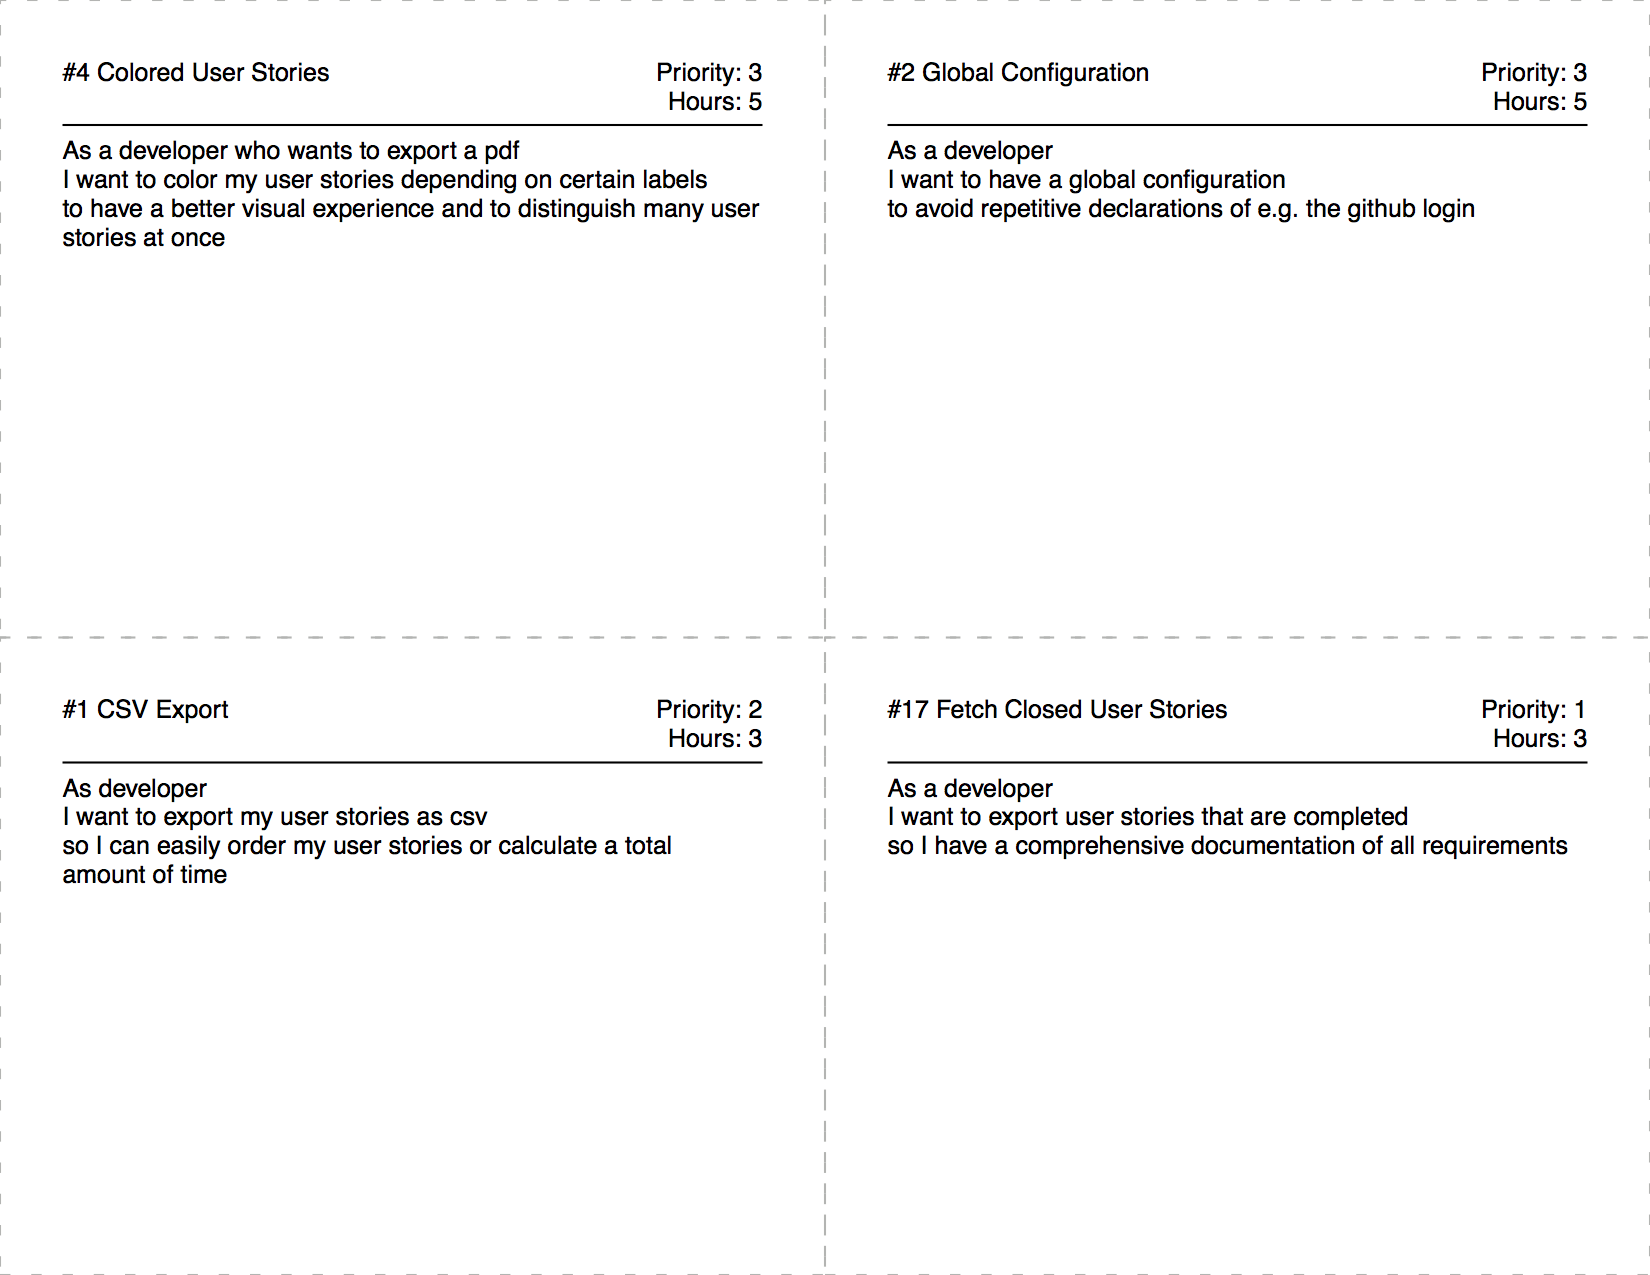 #4 Colored User Stories
Priority: 3
Hours: 5
As a developer who wants to export a pdf
I want to color my user stories depending on certain labels
to have a better visual experience and to distinguish many user
stories at once
#2 Global Configuration
Priority: 3
Hours: 5
As a developer
I want to have a global configuration
to avoid repetitive declarations of e.g. the github login
#1 CSV Export
Priority: 2
Hours: 3
As developer
I want to export my user stories as csv
so I can easily order my user stories or calculate a total
amount of time
#17 Fetch Closed User Stories
Priority: 1
Hours: 3
As a developer
I want to export user stories that are completed
so I have a comprehensive documentation of all requirements